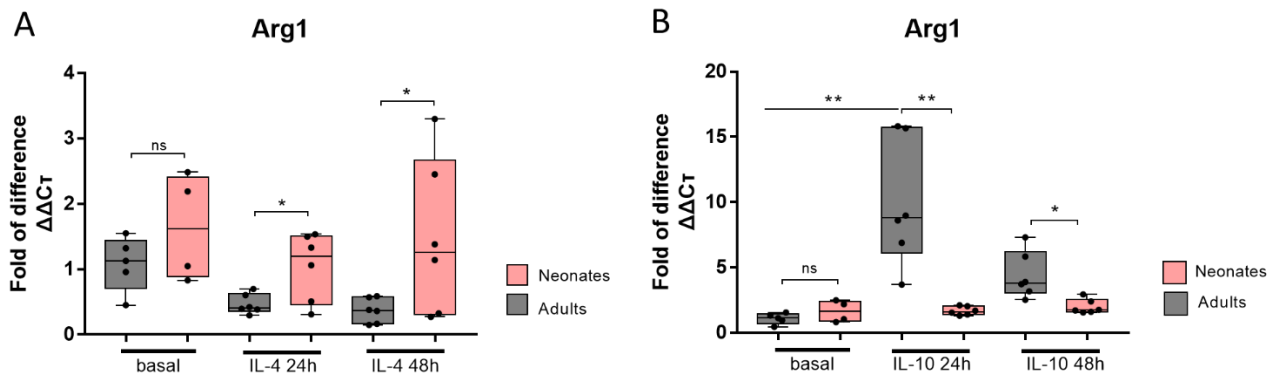 A
Arg1
Fold of difference
ΔΔCᴛ
4
3
2
1
0
ns
*
*
basal
IL-4 24h
IL-4 48h
Neonates
Adults
B
Arg1
Fold of difference
ΔΔCᴛ
20
15
10
5
0
ns
**
**
*
basal
IL-10 24h
IL-10 48h
Neonates
Adults